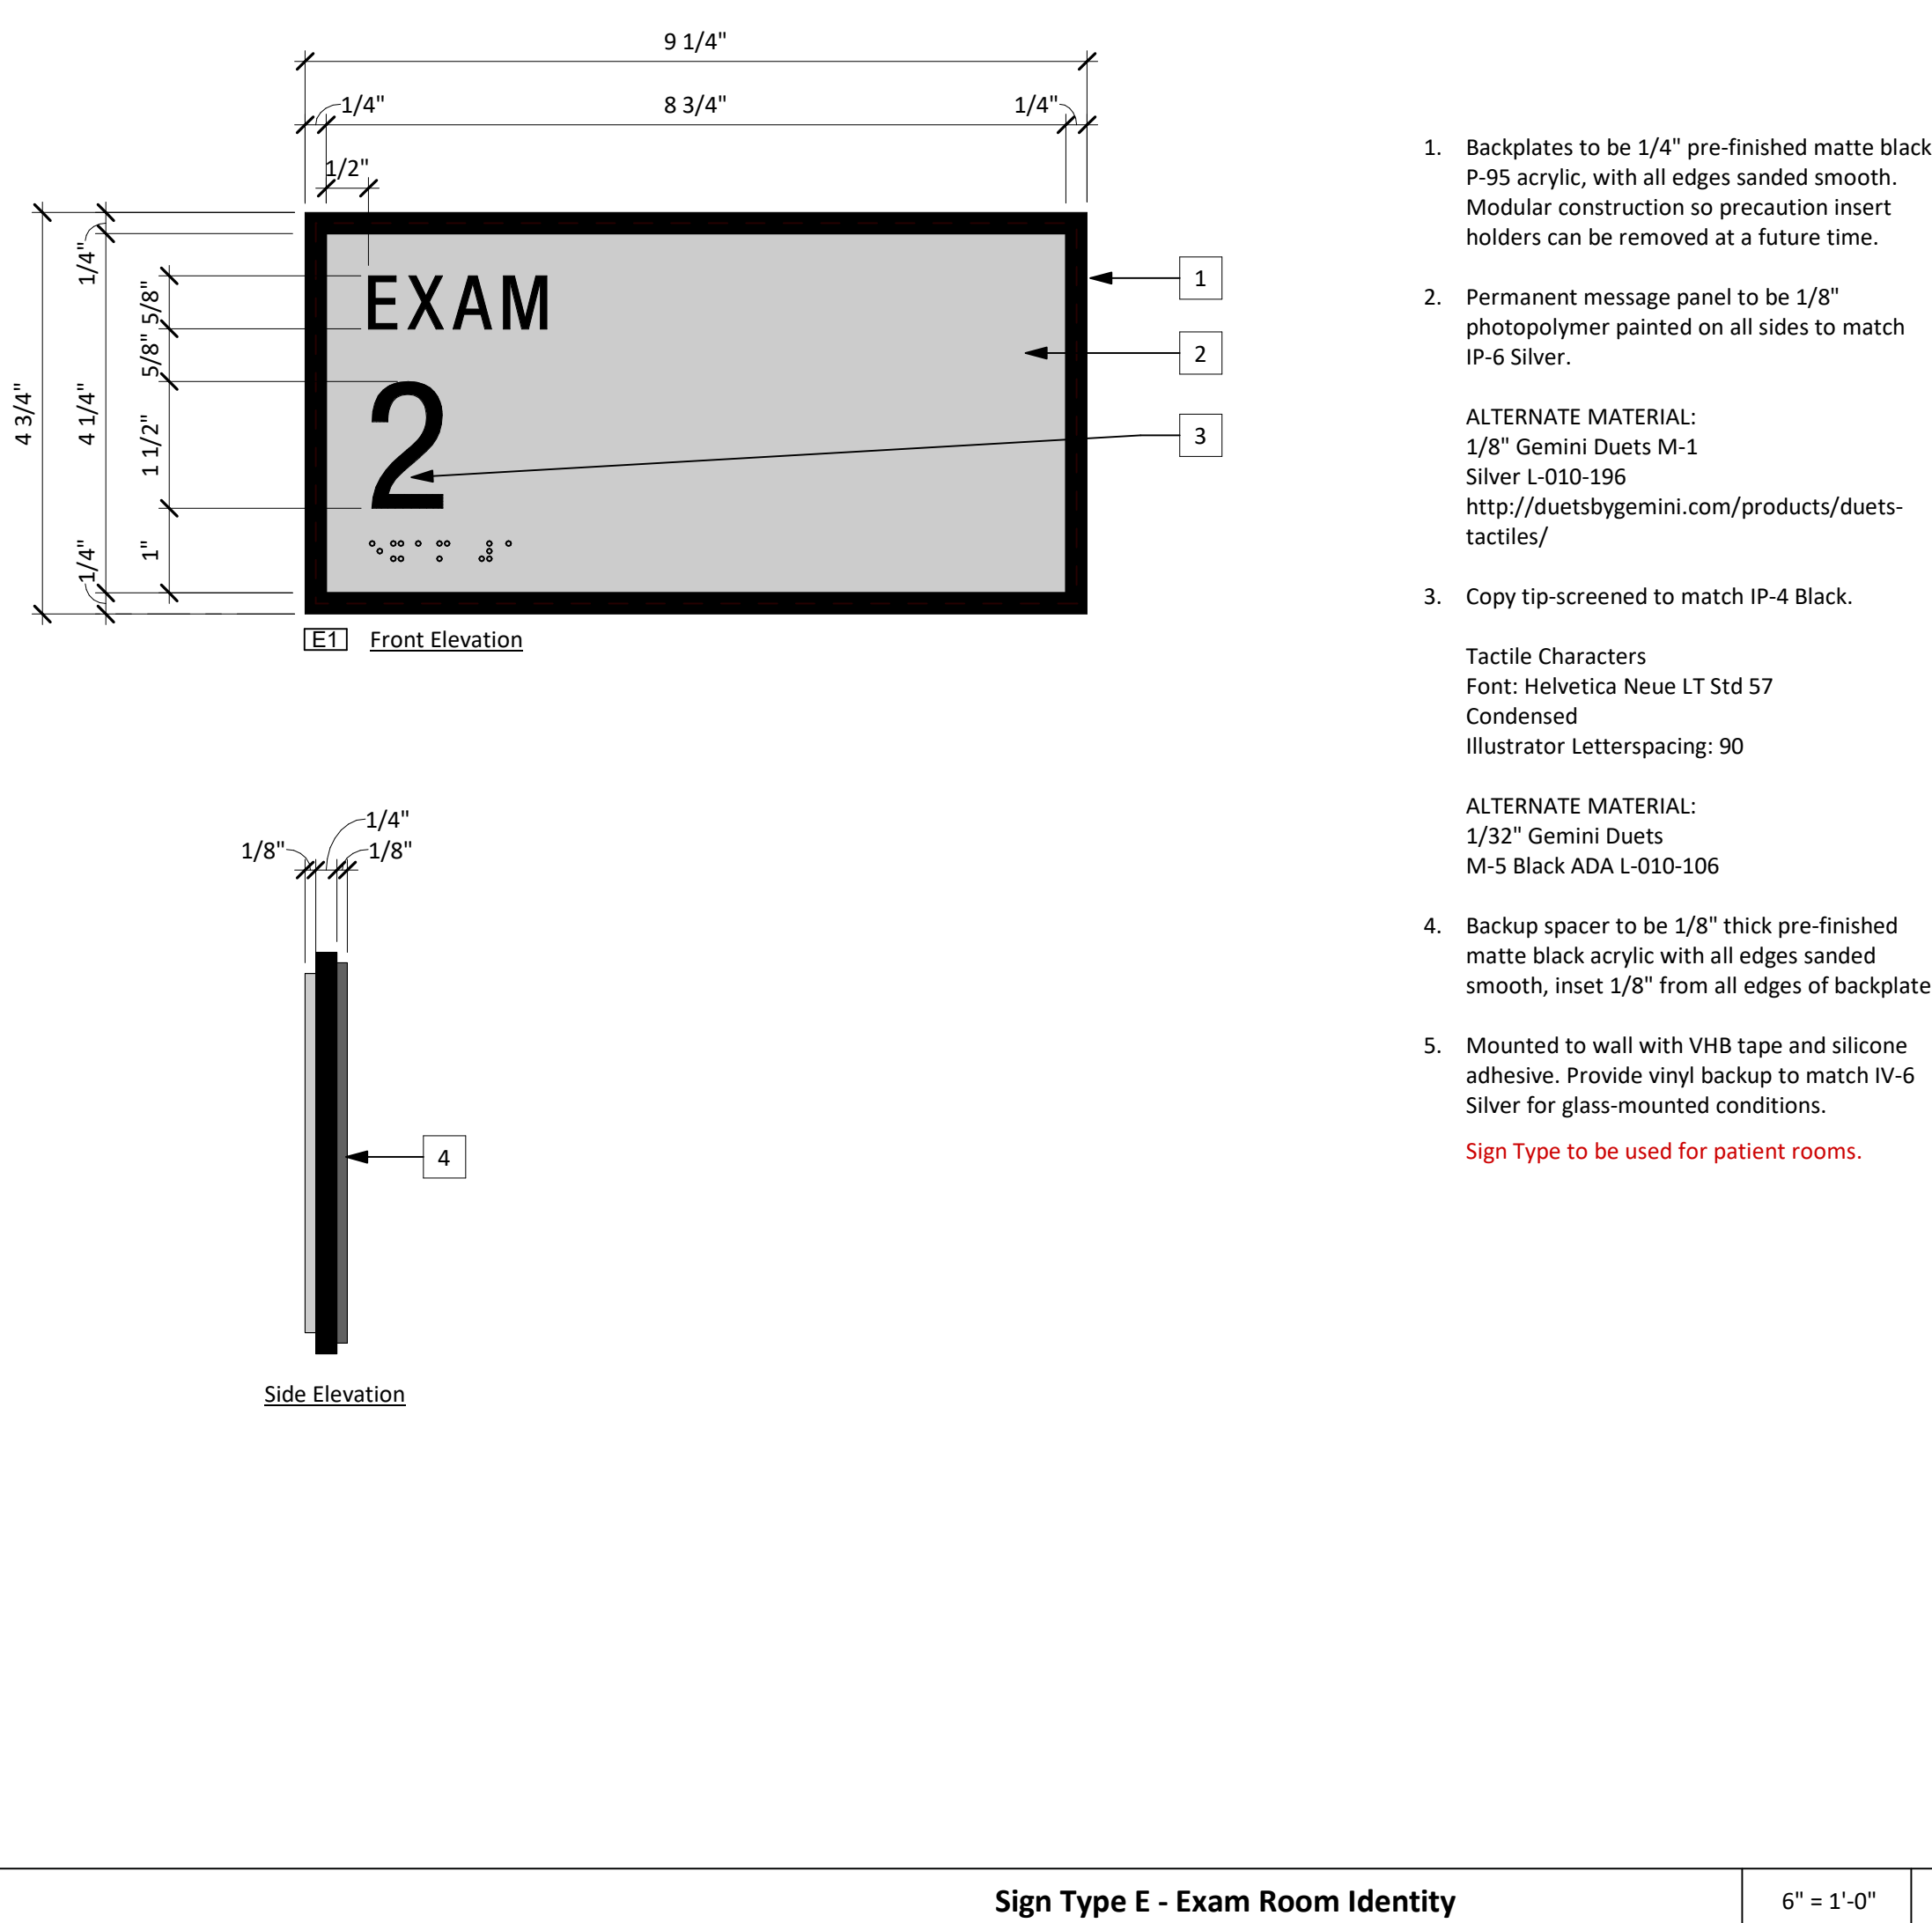 9 1/4"
1/4"
8 3/4"
1/4"
1/2"
4 3/4"
1/4"
4 1/4"
1/4"
5/8"
5/8"
1 1/2"
1"
EXAM
2
1
2
3
E1 Front Elevation
1/4"
1/8"
1/8"
4
Side Elevation
1. Backplates to be 1/4" pre-finished matte black
P-95 acrylic, with all edges sanded smooth.
Modular construction so precaution insert
holders can be removed at a future time.
2. Permanent message panel to be 1/8"
photopolymer painted on all sides to match
IP-6 Silver.
ALTERNATE MATERIAL:
1/8" Gemini Duets M-1
Silver L-010-196
http://duetsbygemini.com/products/duets-
tactiles/
3. Copy tip-screened to match IP-4 Black.
Tactile Characters
Font: Helvetica Neue LT Std 57
Condensed
Illustrator Letterspacing: 90
ALTERNATE MATERIAL:
1/32" Gemini Duets
M-5 Black ADA L-010-106
4. Backup spacer to be 1/8" thick pre-finished
matte black acrylic with all edges sanded
smooth, inset 1/8" from all edges of backplate
5. Mounted to wall with VHB tape and silicone
adhesive. Provide vinyl backup to match IV-6
Silver for glass-mounted conditions.
Sign Type to be used for patient rooms.
Sign Type E - Exam Room Identity
6" = 1'-0"